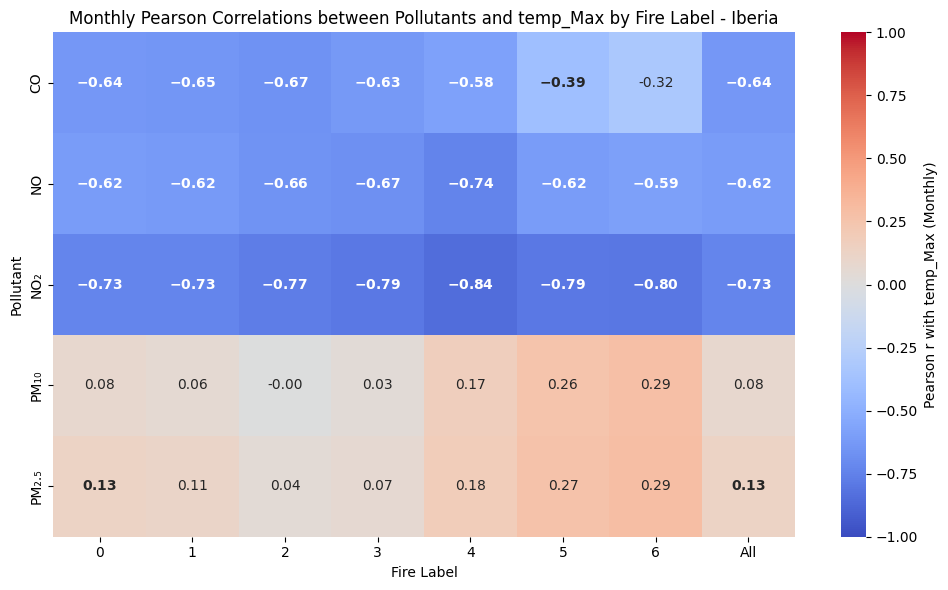 Monthly Pearson Correlations between Pollutants and temp_Max by Fire Label - Iberia
CO −0.64 −0.65 −0.67 −0.63 −0.58 −0.39 -0.32 −0.64
NO −0.62 −0.62 −0.66 −0.67 −0.74 −0.62 −0.59 −0.62
NO₂ −0.73 −0.73 −0.77 −0.79 −0.84 −0.79 −0.80 −0.73
PM₁₀ 0.08 0.06 -0.00 0.03 0.17 0.26 0.29 0.08
PM₂.₅ 0.13 0.11 0.04 0.07 0.18 0.27 0.29 0.13
0 1 2 3 4 5 6 All
Fire Label
Pollutant
1.00
0.75
0.50
0.25
0.00
−0.25
−0.50
−0.75
−1.00
Pearson r with temp_Max (Monthly)